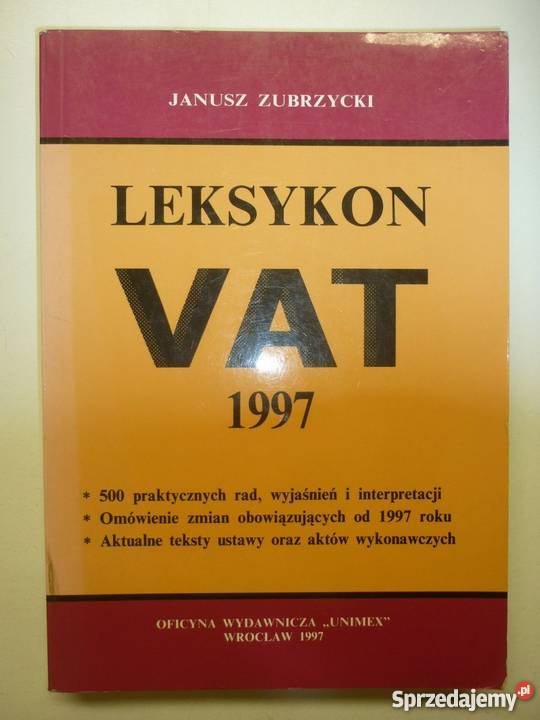 JANUSZ ZUBRZYCKI
LEKSYKON
VAT
1997
* 500 praktycznych rad, wyjaśnień i interpretacji
* Omówienie zmian obowiązujących od 1997 roku
* Aktualne teksty ustawy oraz aktów wykonawczych
OFICYNA WYDAWNICZA „UNIMEX”
WROCŁAW 1997
Sprzedajemy.pl